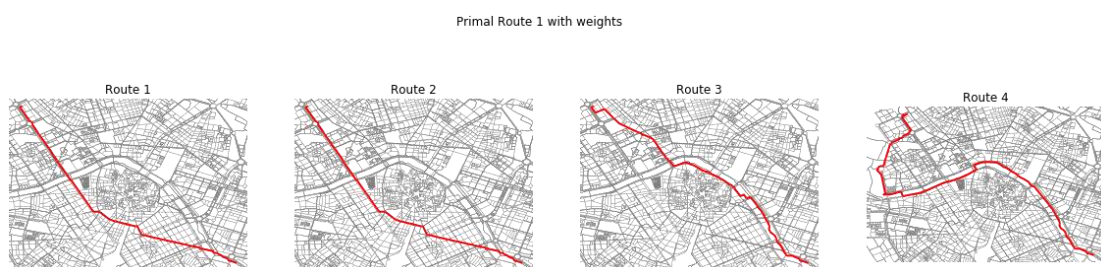 Primal Route 1 with weights
Route 1
Route 2
Route 3
Route 4